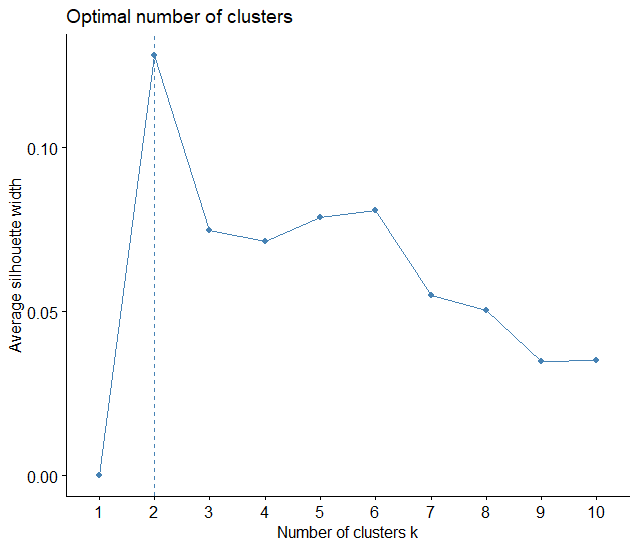 Optimal number of clusters
Average silhouette width
0.10
0.05
0.00
1 2 3 4 5 6 7 8 9 10
Number of clusters k